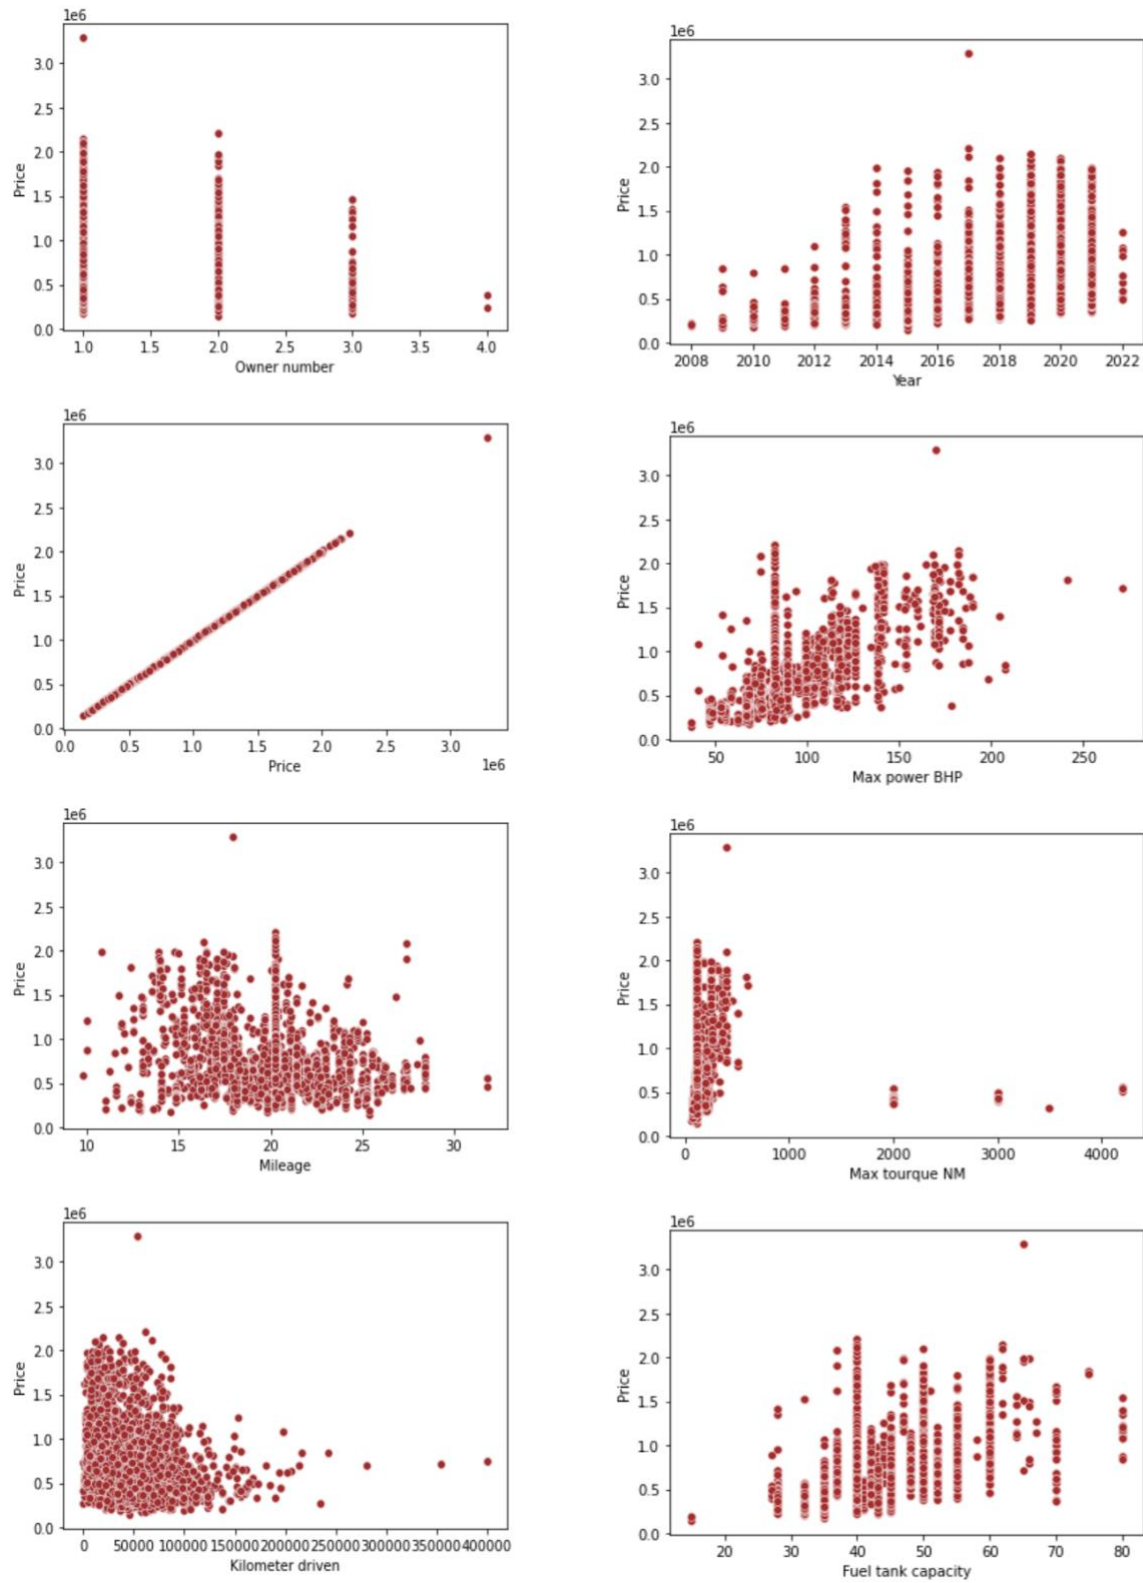 1e6
3.0
2.5
2.0
1.5
1.0
0.5
0.0
Price
1.0 1.5 2.0 2.5 3.0 3.5 4.0
Owner number
1e6
3.0
2.5
2.0
1.5
1.0
0.5
0.0
Price
2008 2010 2012 2014 2016 2018 2020 2022
Year
1e6
3.0
2.5
2.0
1.5
1.0
0.5
0.0
Price
0.0 0.5 1.0 1.5 2.0 2.5 3.0
Price
1e6
1e6
3.0
2.5
2.0
1.5
1.0
0.5
0.0
Price
50 100 150 200 250
Max power BHP
1e6
3.0
2.5
2.0
1.5
1.0
0.5
0.0
Price
10 15 20 25 30
Mileage
1e6
3.0
2.5
2.0
1.5
1.0
0.5
0.0
Price
0 1000 2000 3000 4000
Max tourque NM
1e6
3.0
2.5
2.0
1.5
1.0
0.5
0.0
Price
0 50000 100000 150000 200000 250000 300000 350000 400000
Kilometer driven
1e6
3.0
2.5
2.0
1.5
1.0
0.5
0.0
Price
20 30 40 50 60 70 80
Fuel tank capacity